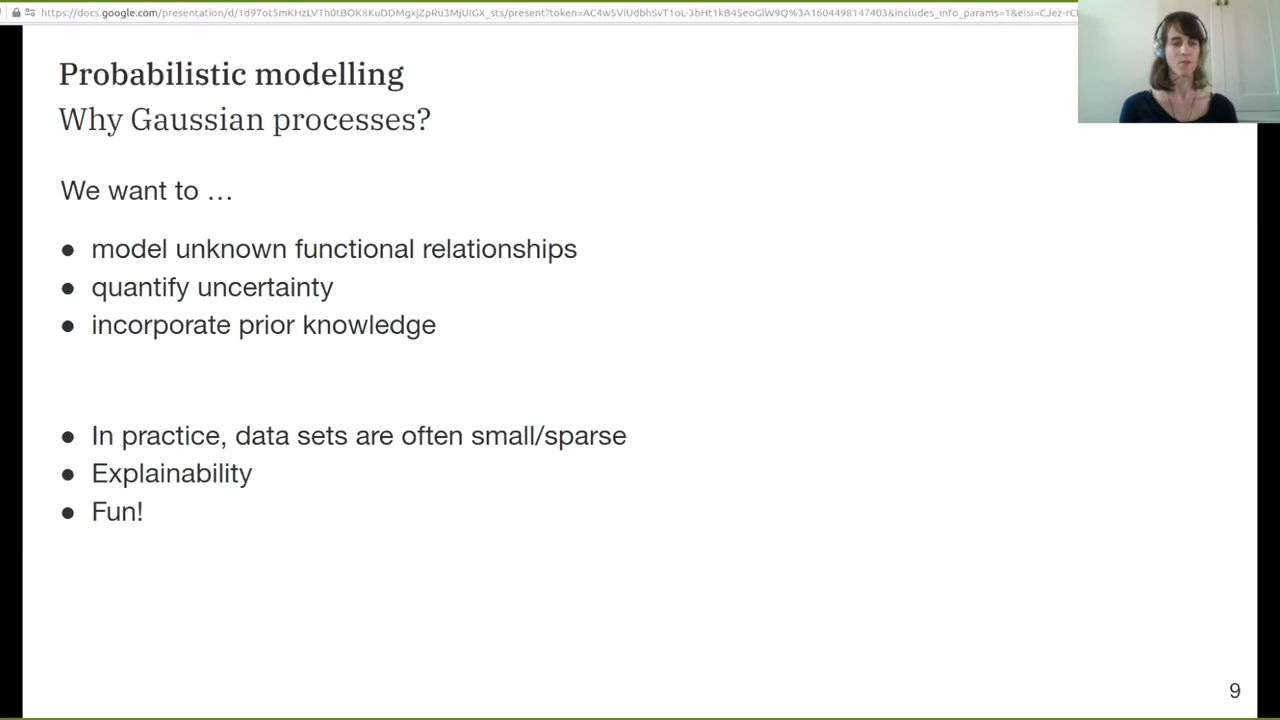 https://docs.google.com/presentation/d/1d97ot5mKHzLVTh0tBOK8KuDDMgxjZpRu3MjUIGX_sts/present?token=AC4w5ViUdbhSvT1oL-3bHt1kB4SeoGlW9Q%3A1604498147403&includes_info_params=1&eisi=CJez-rC
Probabilistic modelling
Why Gaussian processes?
We want to …
● model unknown functional relationships
● quantify uncertainty
● incorporate prior knowledge
● In practice, data sets are often small/sparse
● Explainability
● Fun!
9